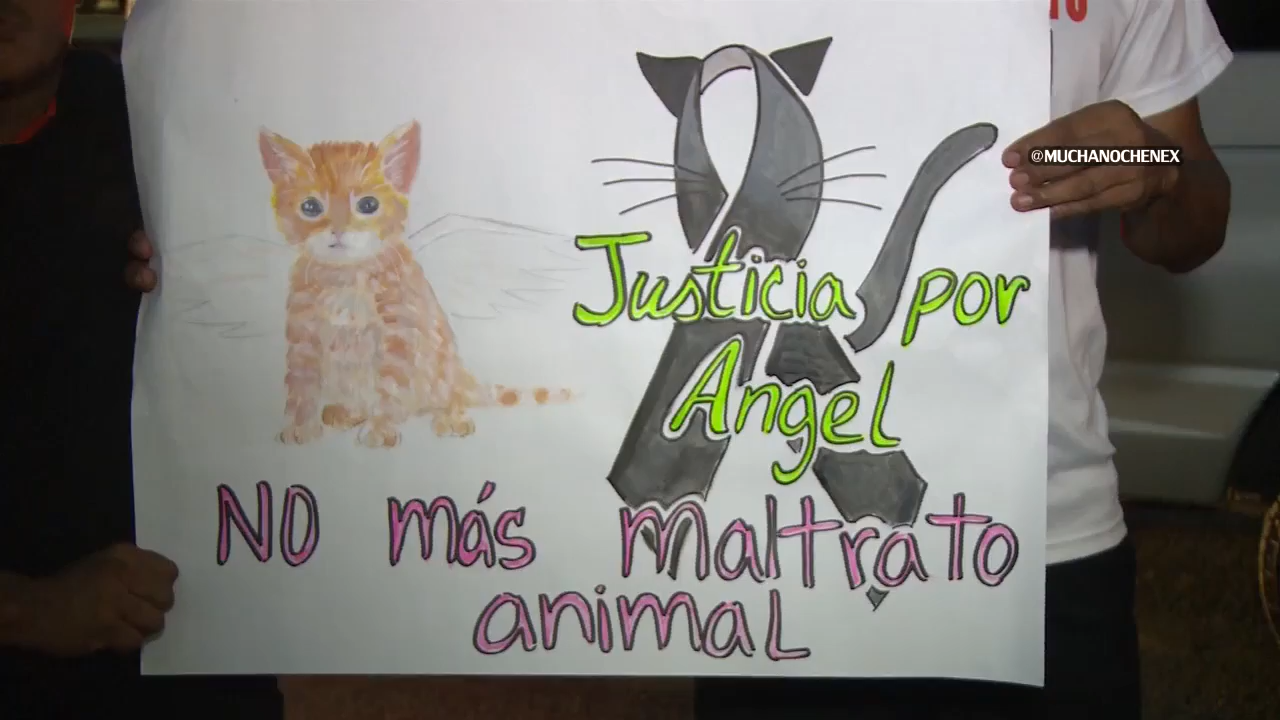 @MUCHANOCHENEX
Justicia por
Angel
NO más maltrato
animal